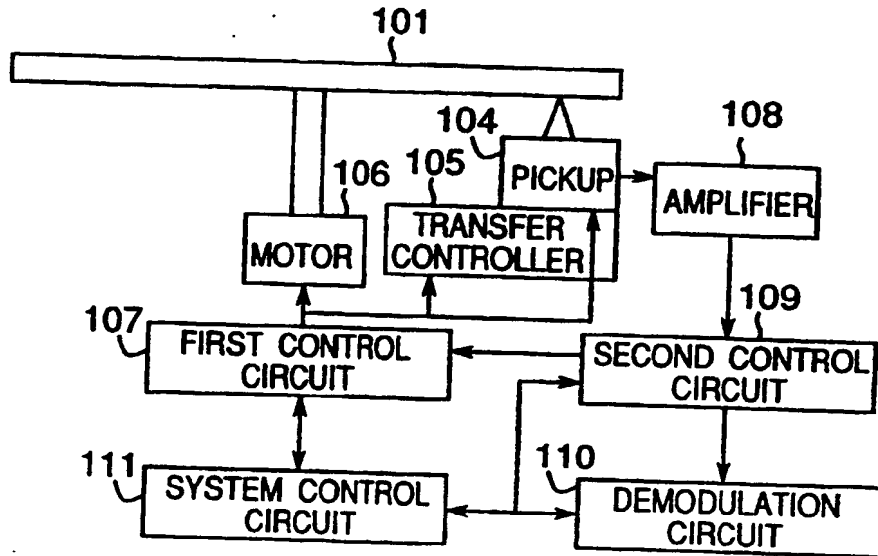 101
104
108
105
PICKUP
106
AMPLIFIER
TRANSFER
CONTROLLER
MOTOR
109
107
FIRST CONTROL
CIRCUIT
SECOND CONTROL
CIRCUIT
111
110
SYSTEM CONTROL
CIRCUIT
DEMODULATION
CIRCUIT